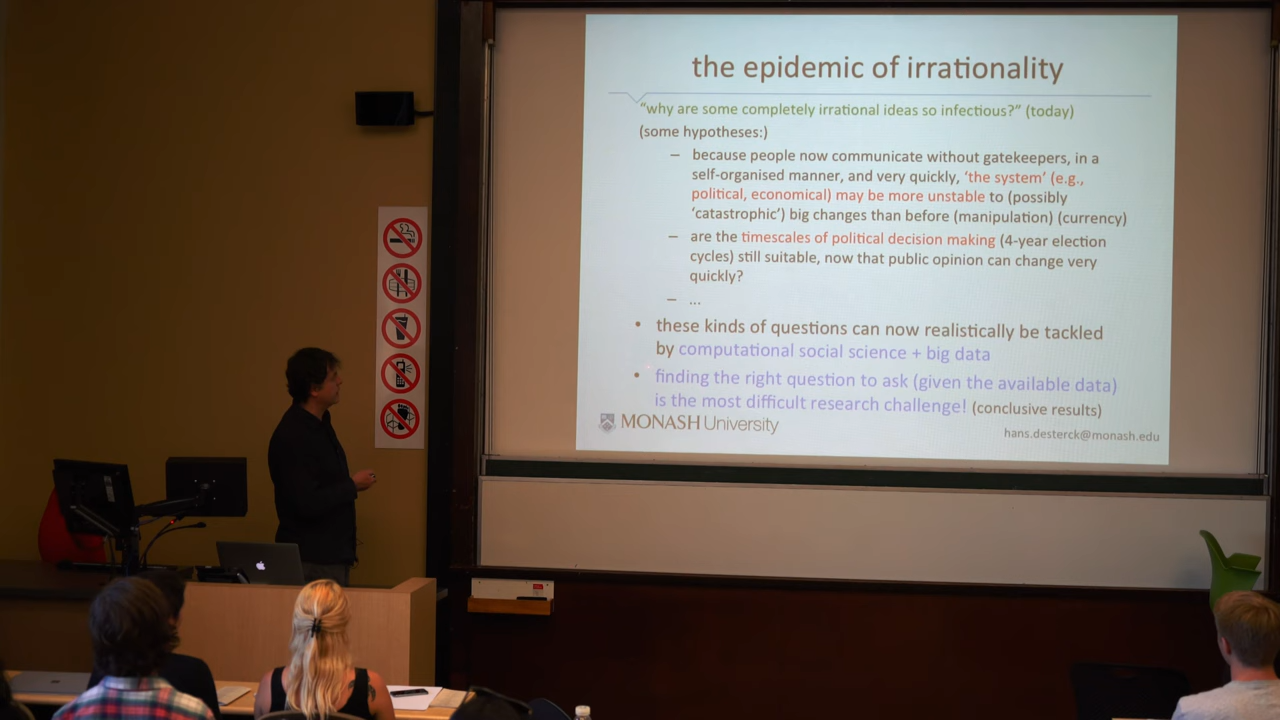 the epidemic of irrationality
“why are some completely irrational ideas so infectious?” (today)
(some hypotheses:)
– because people now communicate without gatekeepers, in a
self-organised manner, and very quickly, ‘the system’ (e.g.,
political, economical) may be more unstable to (possibly
‘catastrophic’) big changes than before (manipulation) (currency)
– are the timescales of political decision making (4-year election
cycles) still suitable, now that public opinion can change very
quickly?
– ...
• these kinds of questions can now realistically be tackled
by computational social science + big data
• finding the right question to ask (given the available data)
is the most difficult research challenge! (conclusive results)
MONASH University
hans.desterck@monash.edu